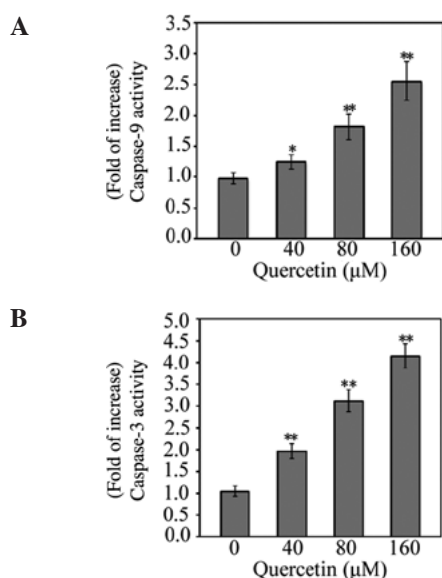 A
(Fold of increase)
Caspase-9 activity
3.5
3.0
2.5
2.0
1.5
1.0
0.5
0.0
*
**
**
0 40 80 160
Quercetin (μM)
B
(Fold of increase)
Caspase-3 activity
5.0
4.5
4.0
3.5
3.0
2.5
2.0
1.5
1.0
0.5
0.0
**
**
**
0 40 80 160
Quercetin (μM)